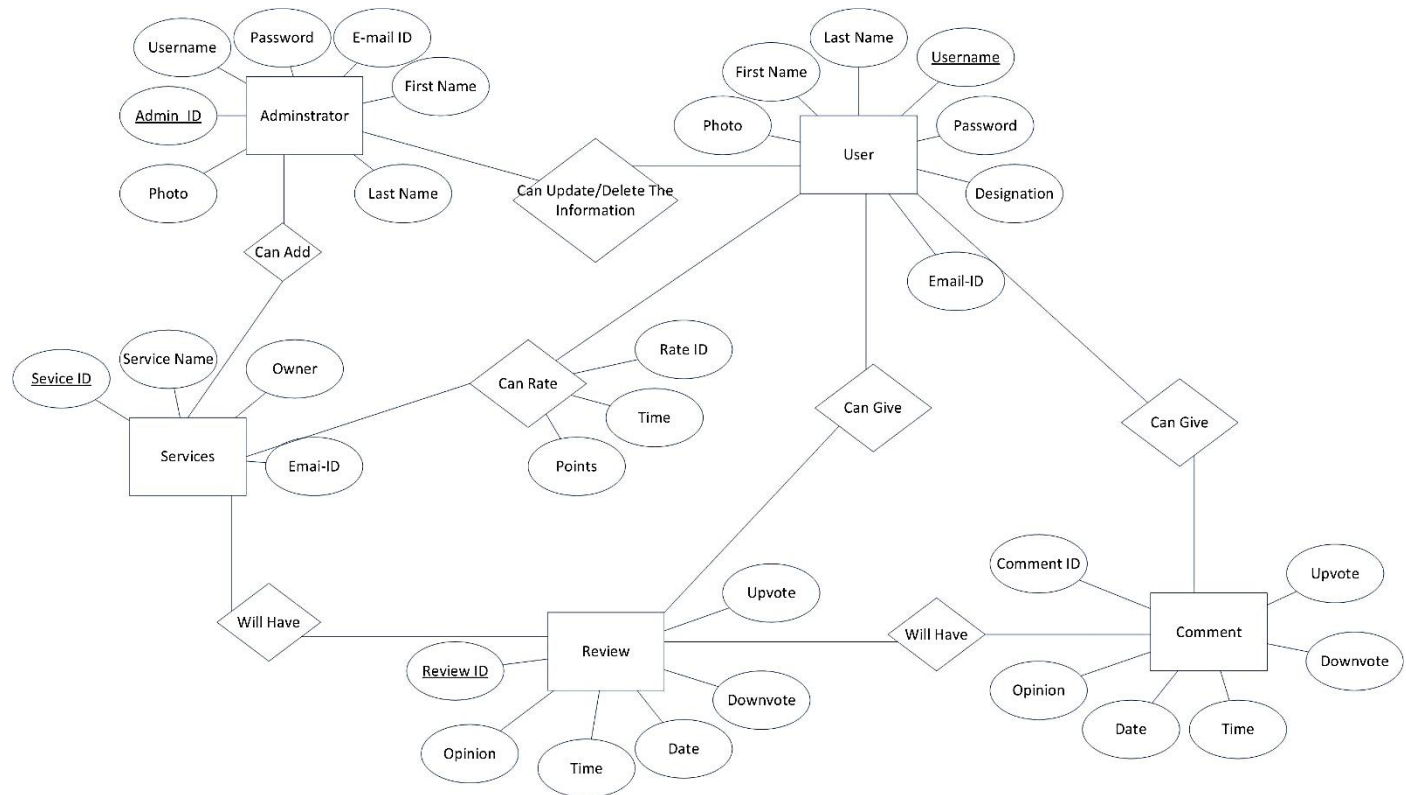 Last Name
Username
Password
E-mail ID
Username
First Name
First Name
Admin_ID
Adminstrator
Photo
Password
User
Photo
Last Name
Can Update/Delete The
Information
Designation
Can Add
Email-ID
Service Name
Rate ID
Sevice ID
Owner
Can Rate
Can Give
Time
Can Give
Services
Emai-ID
Points
Comment ID
Upvote
Upvote
Will Have
Will Have
Comment
Review
Review ID
Downvote
Opinion
Downvote
Date
Time
Opinion
Date
Time